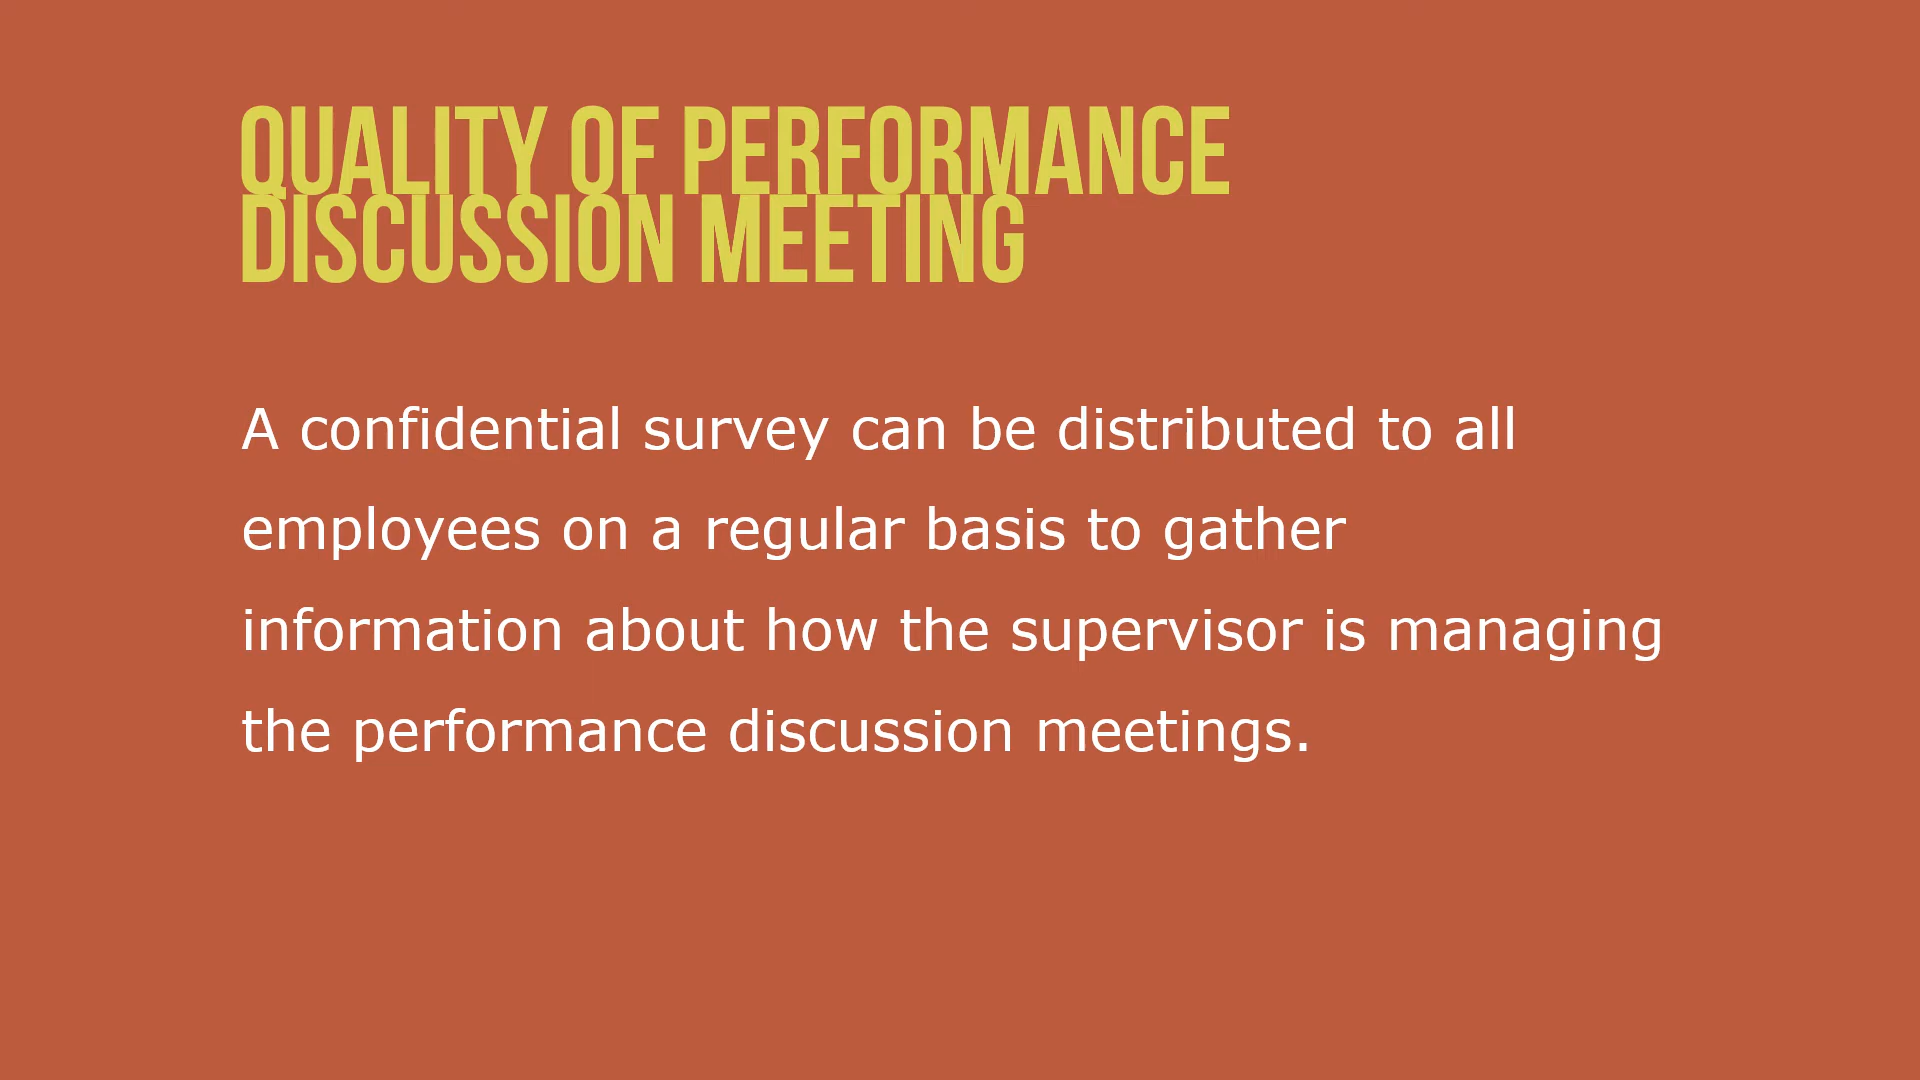 QUALITY OF PERFORMANCE
DISCUSSION MEETING
A confidential survey can be distributed to all
employees on a regular basis to gather
information about how the supervisor is managing
the performance discussion meetings.